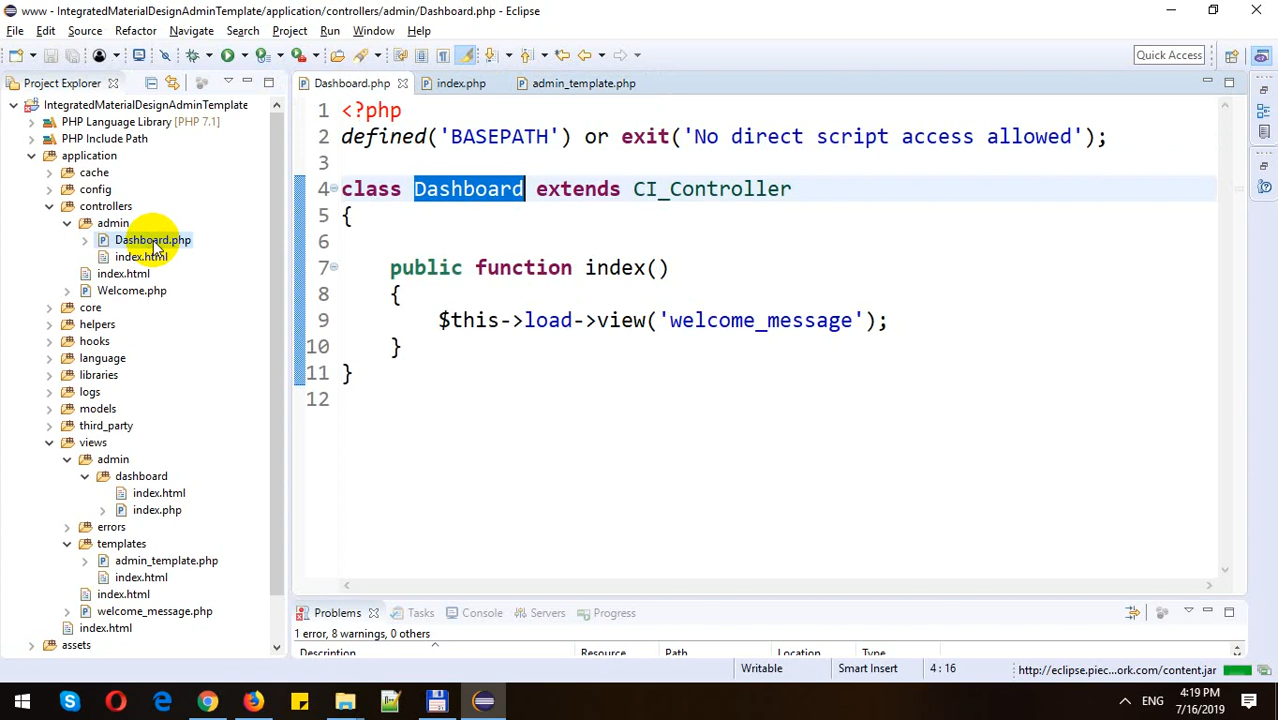 www - IntegratedMaterialDesignAdminTemplate/application/controllers/admin/Dashboard.php - Eclipse
File Edit Source Refactor Navigate Search Project Run Window Help
Quick Access
Project Explorer
Dashboard.php
index.php
admin_template.php
IntegratedMaterialDesignAdminTemplate
PHP Language Library [PHP 7.1]
PHP Include Path
application
cache
config
controllers
admin
Dashboard.php
index.html
index.html
Welcome.php
core
helpers
hooks
language
libraries
logs
models
third_party
views
admin
dashboard
index.html
index.php
errors
templates
admin_template.php
index.html
index.html
welcome_message.php
index.html
assets
1 <?php
2 defined('BASEPATH') or exit('No direct script access allowed');
3
4 class Dashboard extends CI_Controller
5 {
6
7 public function index()
8 {
9 $this->load->view('welcome_message');
10 }
11 }
12
Problems Tasks Console Servers Progress
1 error, 8 warnings, 0 others
Description Resource Path Location Type
Writable Smart Insert 4 : 16 http://eclipse.piec...ork.com/content.jar
ENG
4:19 PM
7/16/2019